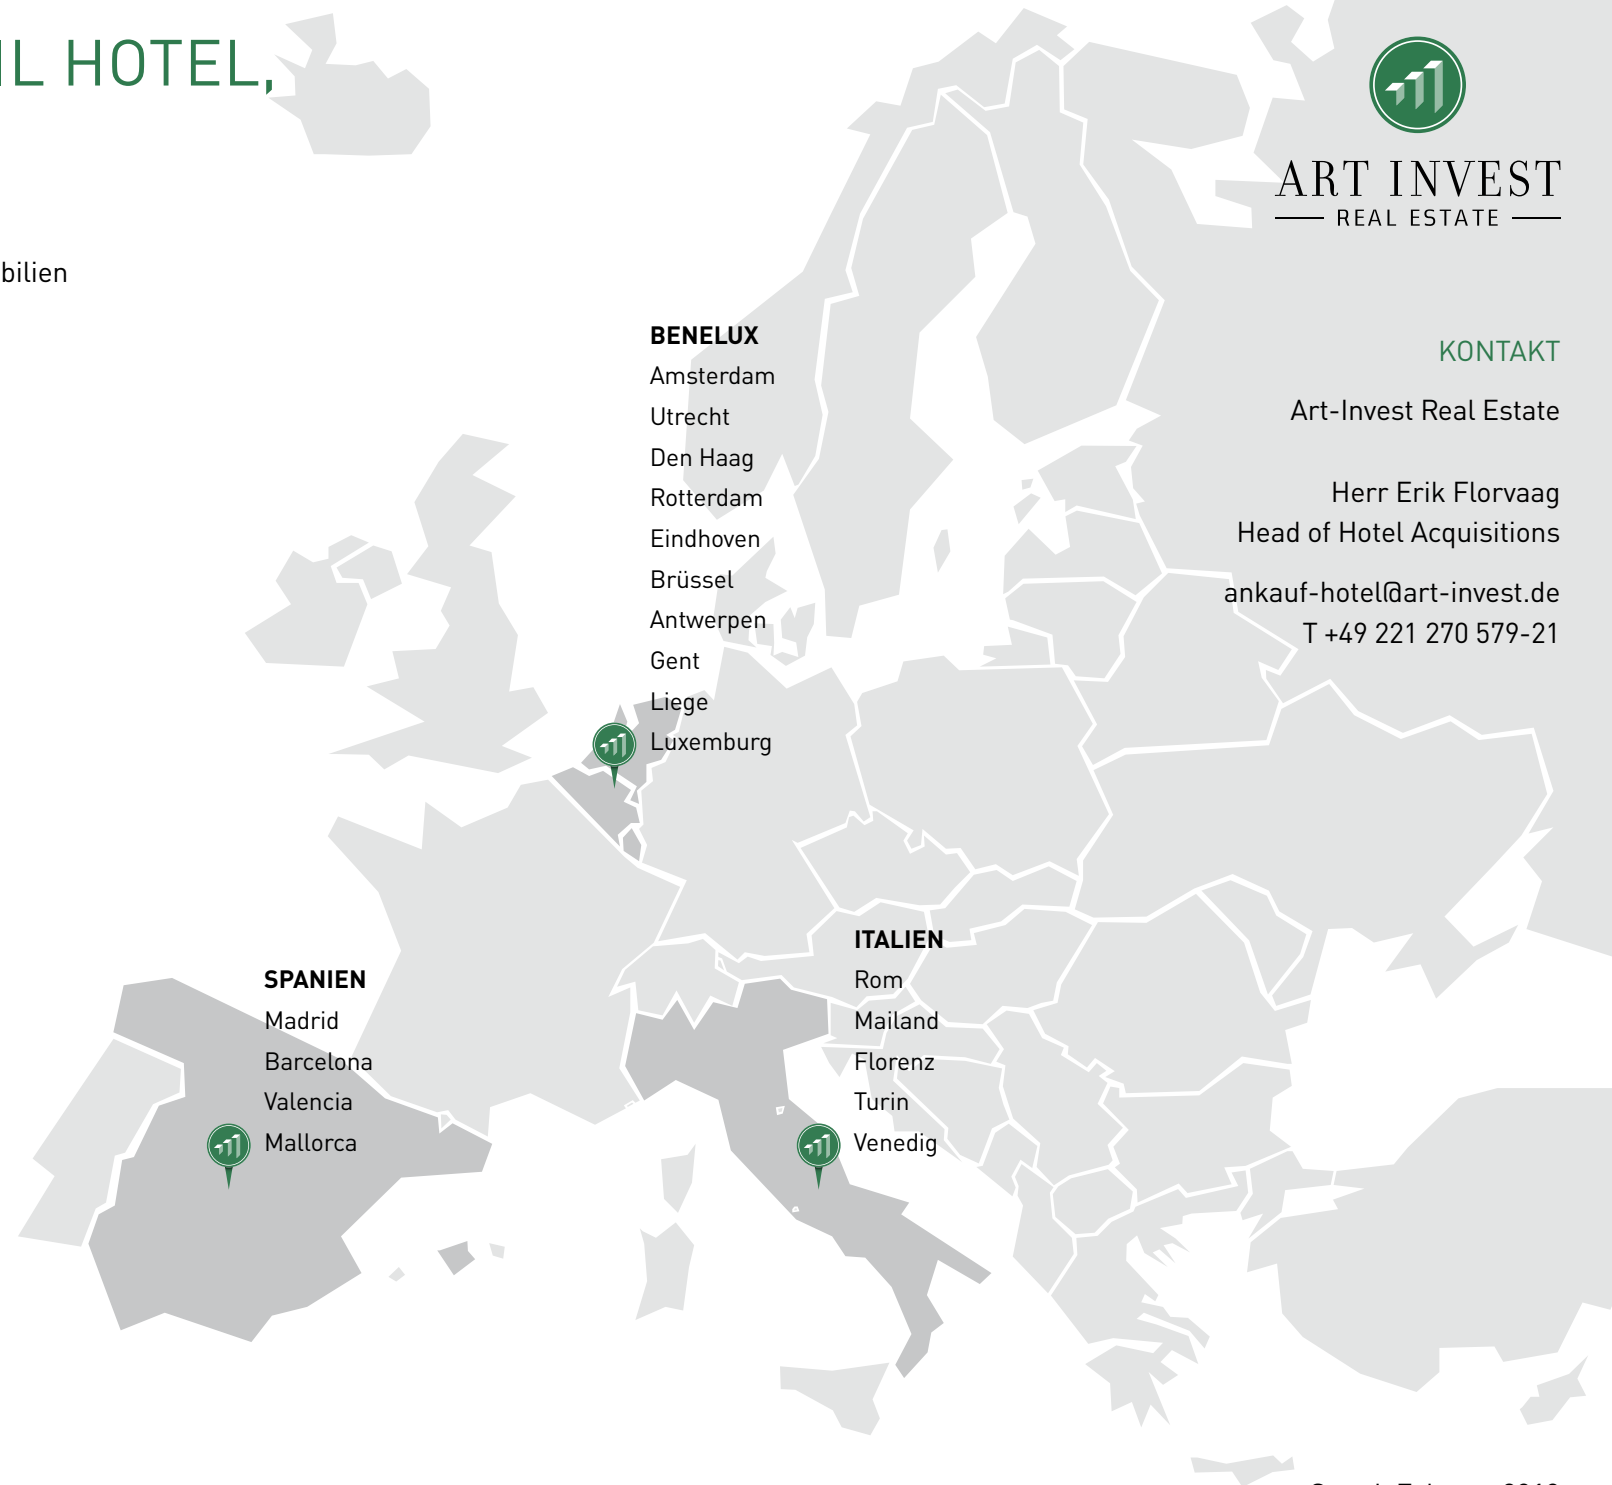 HOTEL,
ART INVEST
REAL ESTATE
bilien
KONTAKT
Art-Invest Real Estate
Herr Erik Florvaag
Head of Hotel Acquisitions
ankauf-hotel@art-invest.de
T +49 221 270 579-21
BENELUX
Amsterdam
Utrecht
Den Haag
Rotterdam
Eindhoven
Brüssel
Antwerpen
Gent
Liege
Luxemburg
ITALIEN
Rom
Mailand
Florenz
Turin
Venedig
SPANIEN
Madrid
Barcelona
Valencia
Mallorca